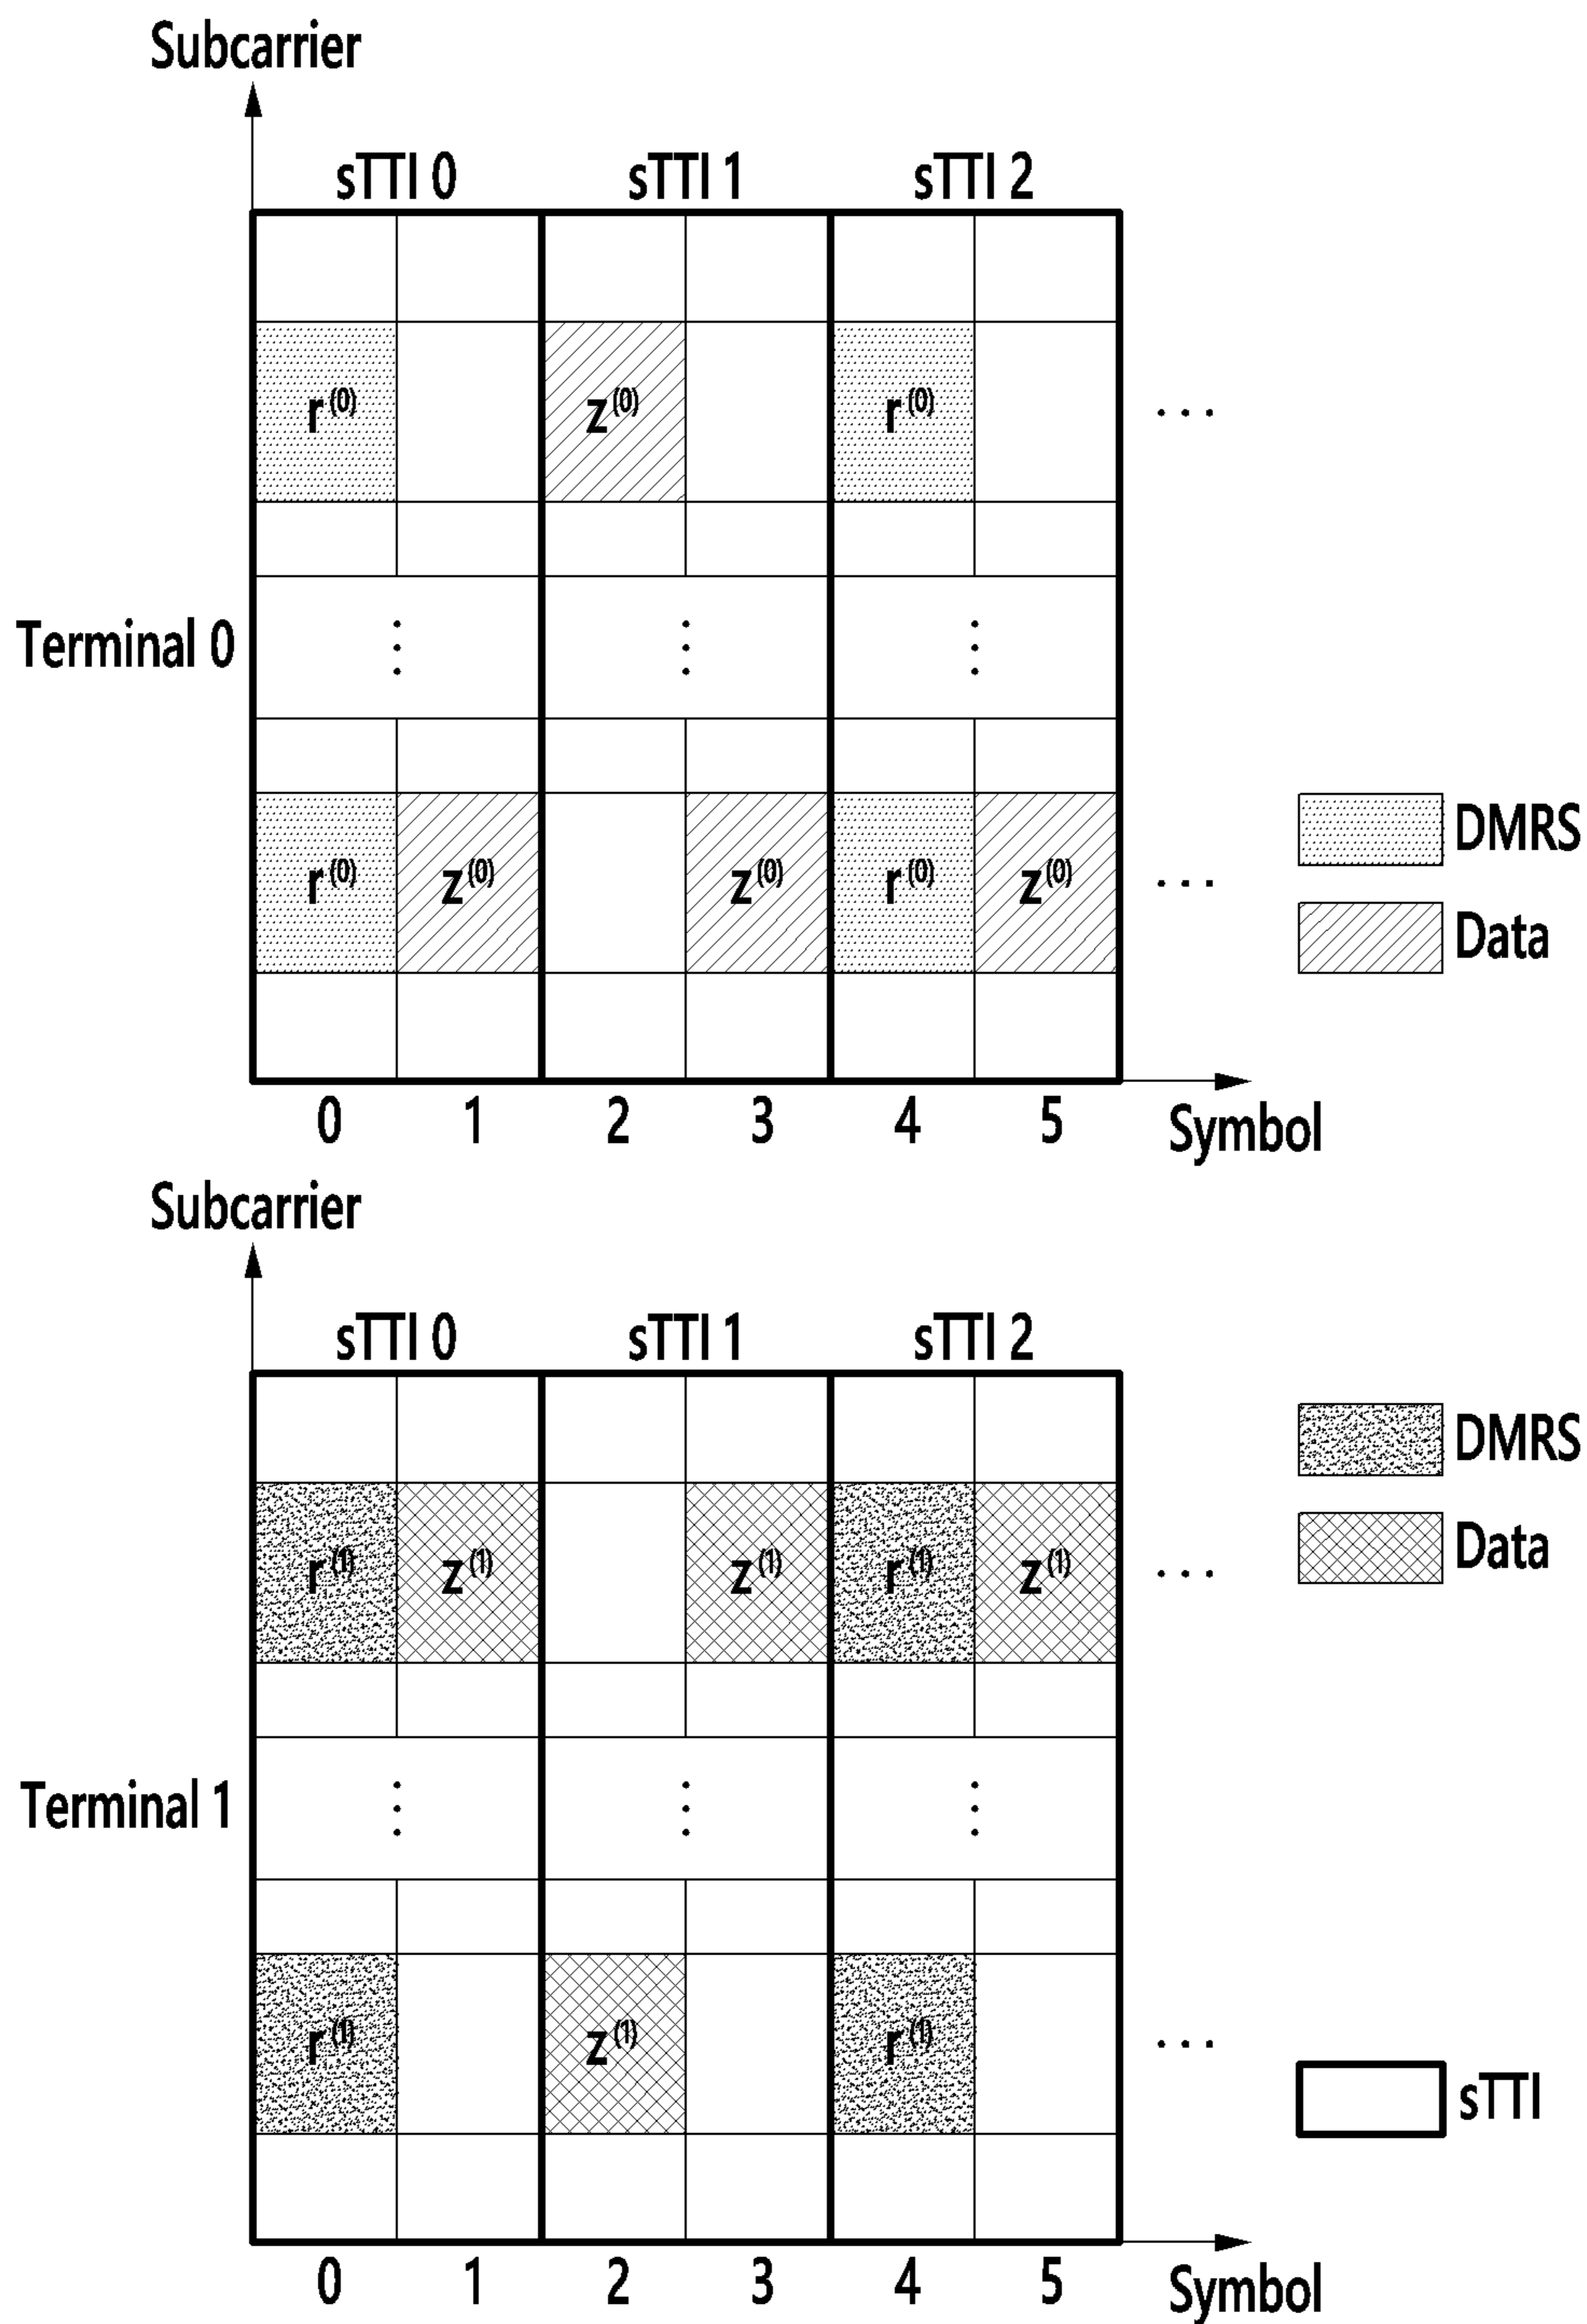 Subcarrier
sTTI 0 sTTI 1 sTTI 2
r(0) z(0) r(0) ...
Terminal 0
DMRS
r(0) z(0) z(0) r(0) z(0) ...
Data
0 1 2 3 4 5 Symbol
Subcarrier
sTTI 0 sTTI 1 sTTI 2
DMRS
r(1) z(1) z(1) r(1) z(1) ...
Data
Terminal 1
r(1) z(1) r(1) ...
sTTI
0 1 2 3 4 5 Symbol